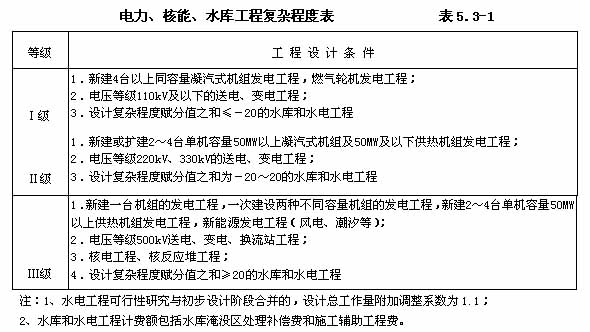 电力、核能、水库工程复杂程度表 表5.3-1
等级 工 程 设 计 条 件
Ⅰ级
1．新建4台以上同容量凝汽式机组发电工程，燃气轮机发电工程；
2．电压等级110kV及以下的送电、变电工程；
3．设计复杂程度赋分值之和≤－20的水库和水电工程
Ⅱ级
1．新建或扩建2～4台单机容量50MW以上凝汽式机组及50MW及以下供热机组发电工程；
2．电压等级220kV、330kV的送电、变电工程；
3．设计复杂程度赋分值之和为－20～20的水库和水电工程
Ⅲ级
1.新建一台机组的发电工程，一次建设两种不同容量机组的发电工程，新建2～4台单机容量50MW
以上供热机组发电工程，新能源发电工程（风电、潮汐等）；
2．电压等级500kV送电、变电、换流站工程；
3．核电工程、核反应堆工程；
4．设计复杂程度赋分值之和≥20的水库和水电工程
注：1、水电工程可行性研究与初步设计阶段合并的，设计总工作量附加调整系数为1.1；
2、水库和水电工程计费额包括水库淹没区处理补偿费和施工辅助工程费。